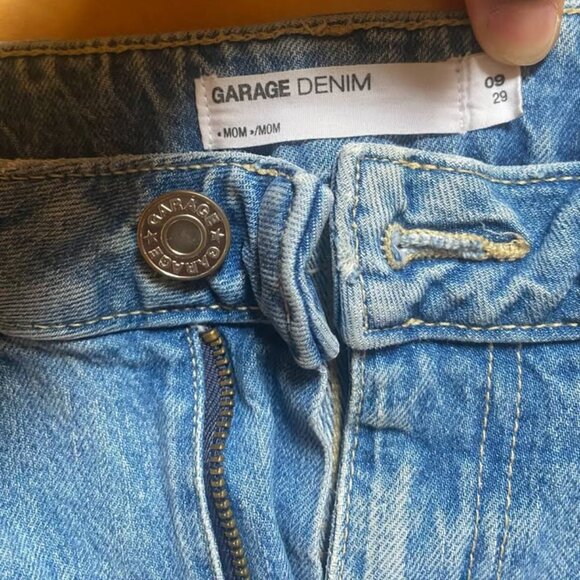 GARAGE DENIM
09
29
« MOM »/MOM
GARAGE ★ GARAGE ★